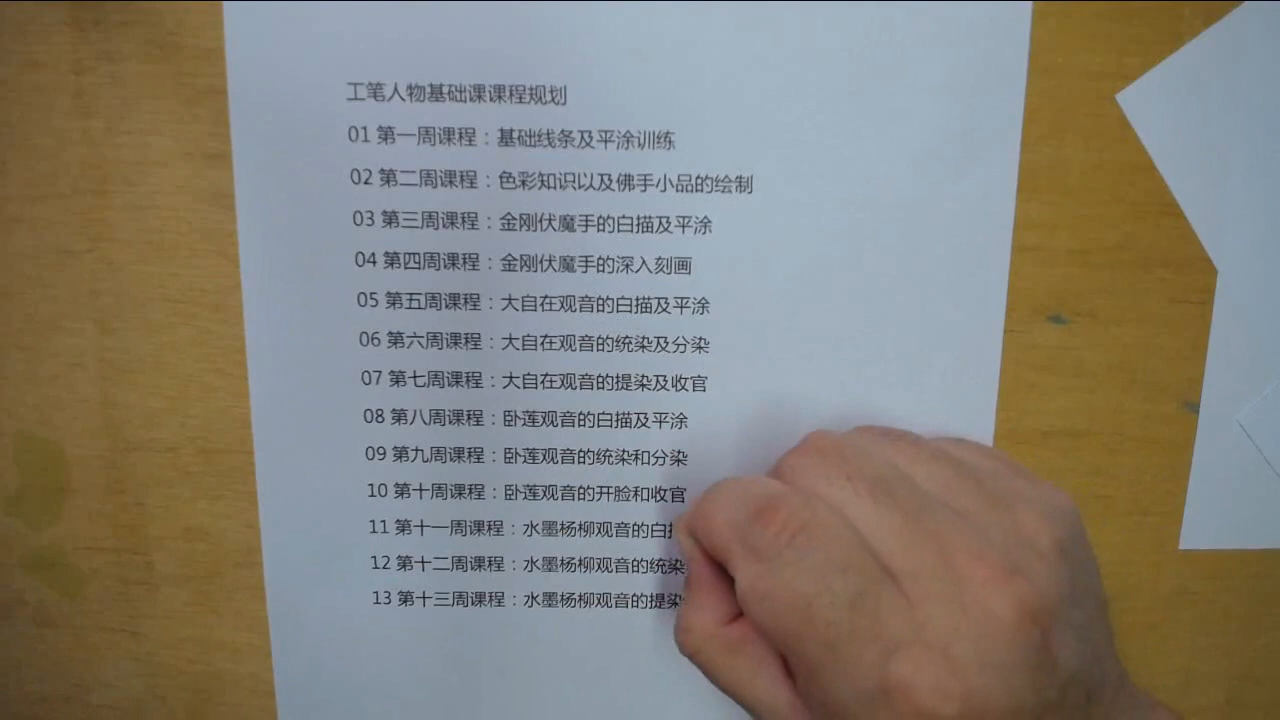 工笔人物基础课课程规划
01 第一周课程：基础线条及平涂训练
02 第二周课程：色彩知识以及佛手小品的绘制
03 第三周课程：金刚伏魔手的白描及平涂
04 第四周课程：金刚伏魔手的深入刻画
05 第五周课程：大自在观音的白描及平涂
06 第六周课程：大自在观音的统染及分染
07 第七周课程：大自在观音的提染及收官
08 第八周课程：卧莲观音的白描及平涂
09 第九周课程：卧莲观音的统染和分染
10 第十周课程：卧莲观音的开脸和收官
11 第十一周课程：水墨杨柳观音的白
12 第十二周课程：水墨杨柳观音的统染
13 第十三周课程：水墨杨柳观音的提染